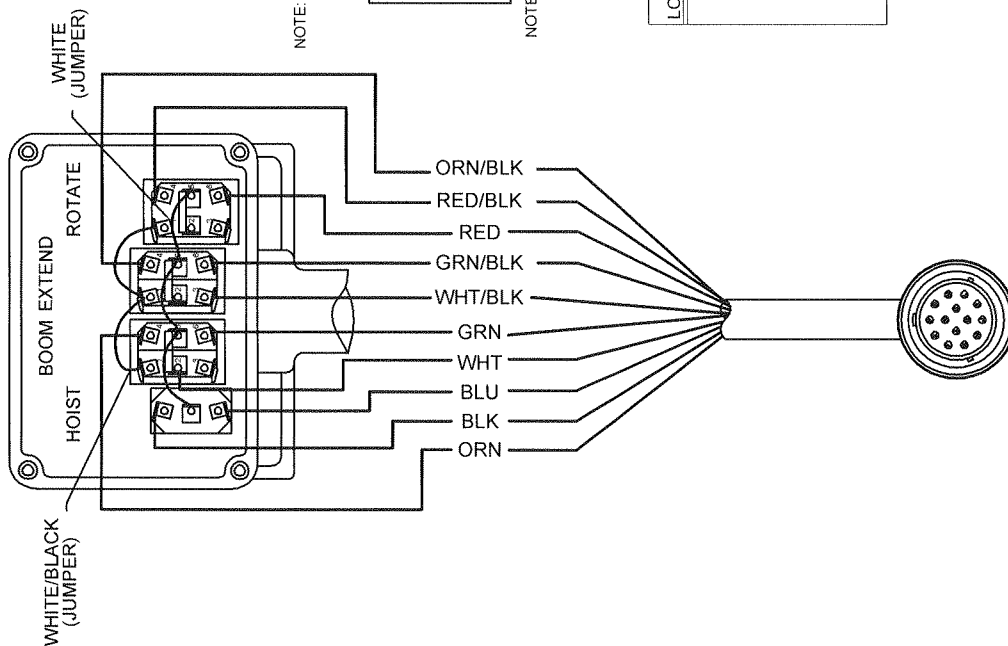 WHITE
(JUMPER)
NOTE:
NOTE
LO
ROTATE
BOOM EXTEND
HOIST
WHITE/BLACK
(JUMPER)
ORN/BLK
RED/BLK
RED
GRN/BLK
WHT/BLK
GRN
WHT
BLU
BLK
ORN